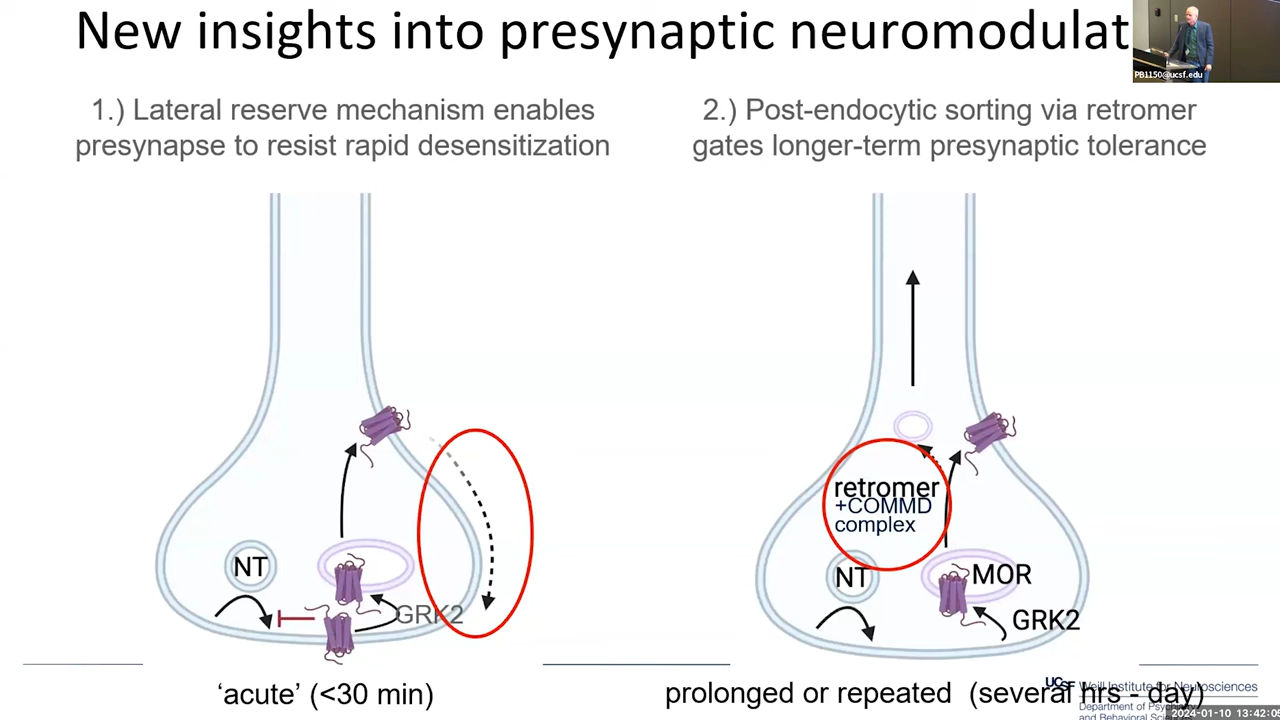 New insights into presynaptic neuromodulat
PB1150@ucsf.edu
1.) Lateral reserve mechanism enables
presynapse to resist rapid desensitization
2.) Post-endocytic sorting via retromer
gates longer-term presynaptic tolerance
NT
GRK2
retromer
+COMMD
complex
NT
MOR
GRK2
'acute' (<30 min)
prolonged or repeated (several hrs - day)
UCSF Weill Institute for Neurosciences
Department of
and Behavioral
2024-01-10 13:42:05